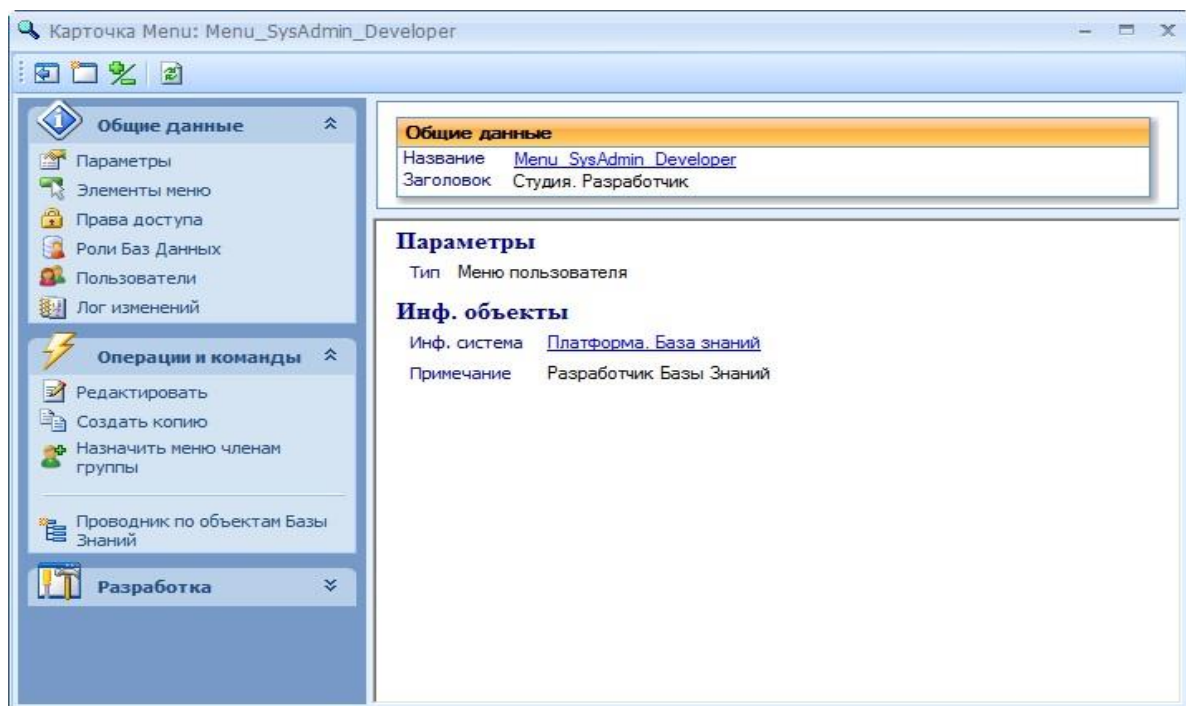 Карточка Menu: Menu_SysAdmin_Developer
Общие данные
Параметры
Элементы меню
Права доступа
Роли Баз Данных
Пользователи
Лог изменений
Операции и команды
Редактировать
Создать копию
Назначить меню членам
группы
Проводник по объектам Базы
Знаний
Разработка
Общие данные
Название Menu_SysAdmin_Developer
Заголовок Студия. Разработчик
Параметры
Тип Меню пользователя
Инф. объекты
Инф. система Платформа. База знаний
Примечание Разработчик Базы Знаний